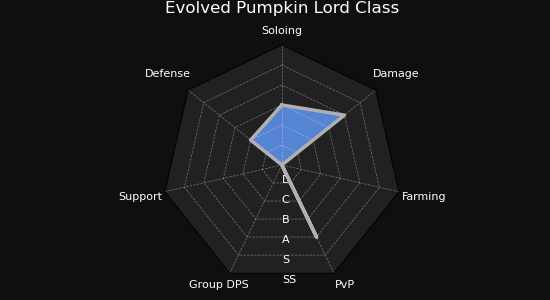 Evolved Pumpkin Lord Class
Soloing
Defense
Damage
Support
Farming
D
C
B
A
S
SS
Group DPS
PvP